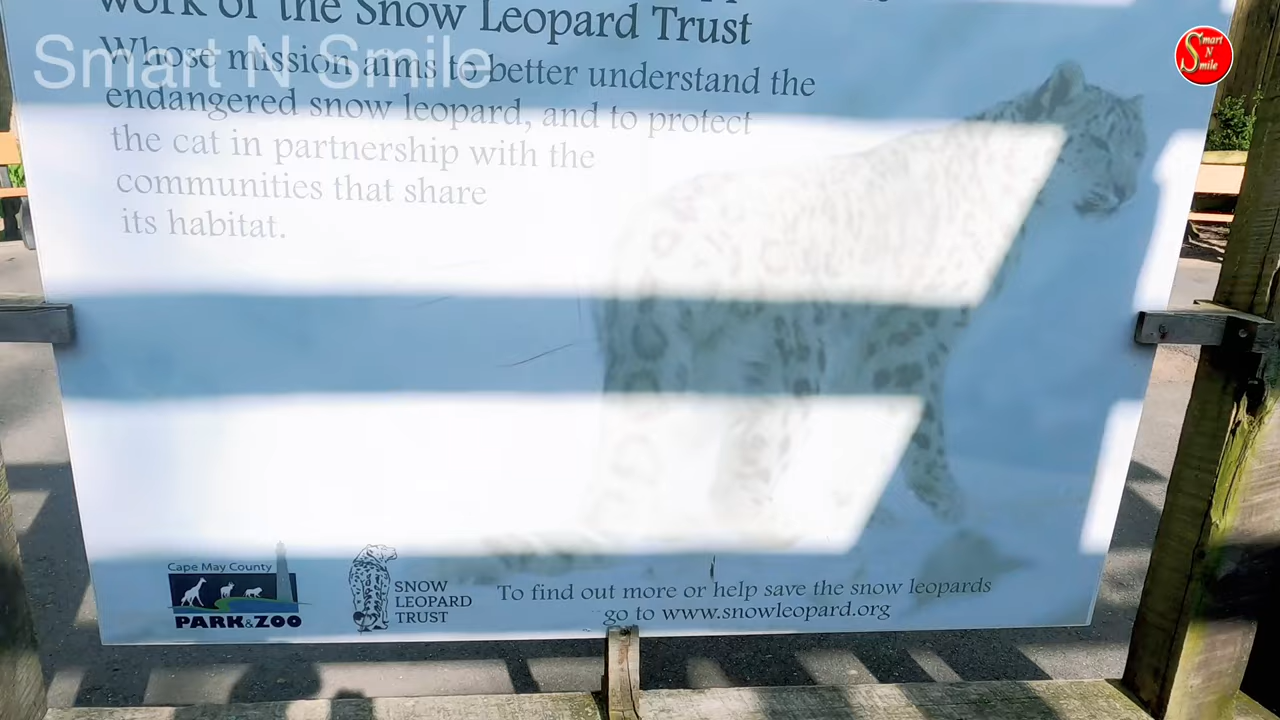 work of the Snow Leopard Trust
Whose mission aims to better understand the
endangered snow leopard, and to protect
the cat in partnership with the
communities that share
its habitat.
Smart N Smile
Smart
N
Smile
Cape May County
PARK & ZOO
SNOW
LEOPARD
TRUST
To find out more or help save the snow leopards
go to www.snowleopard.org